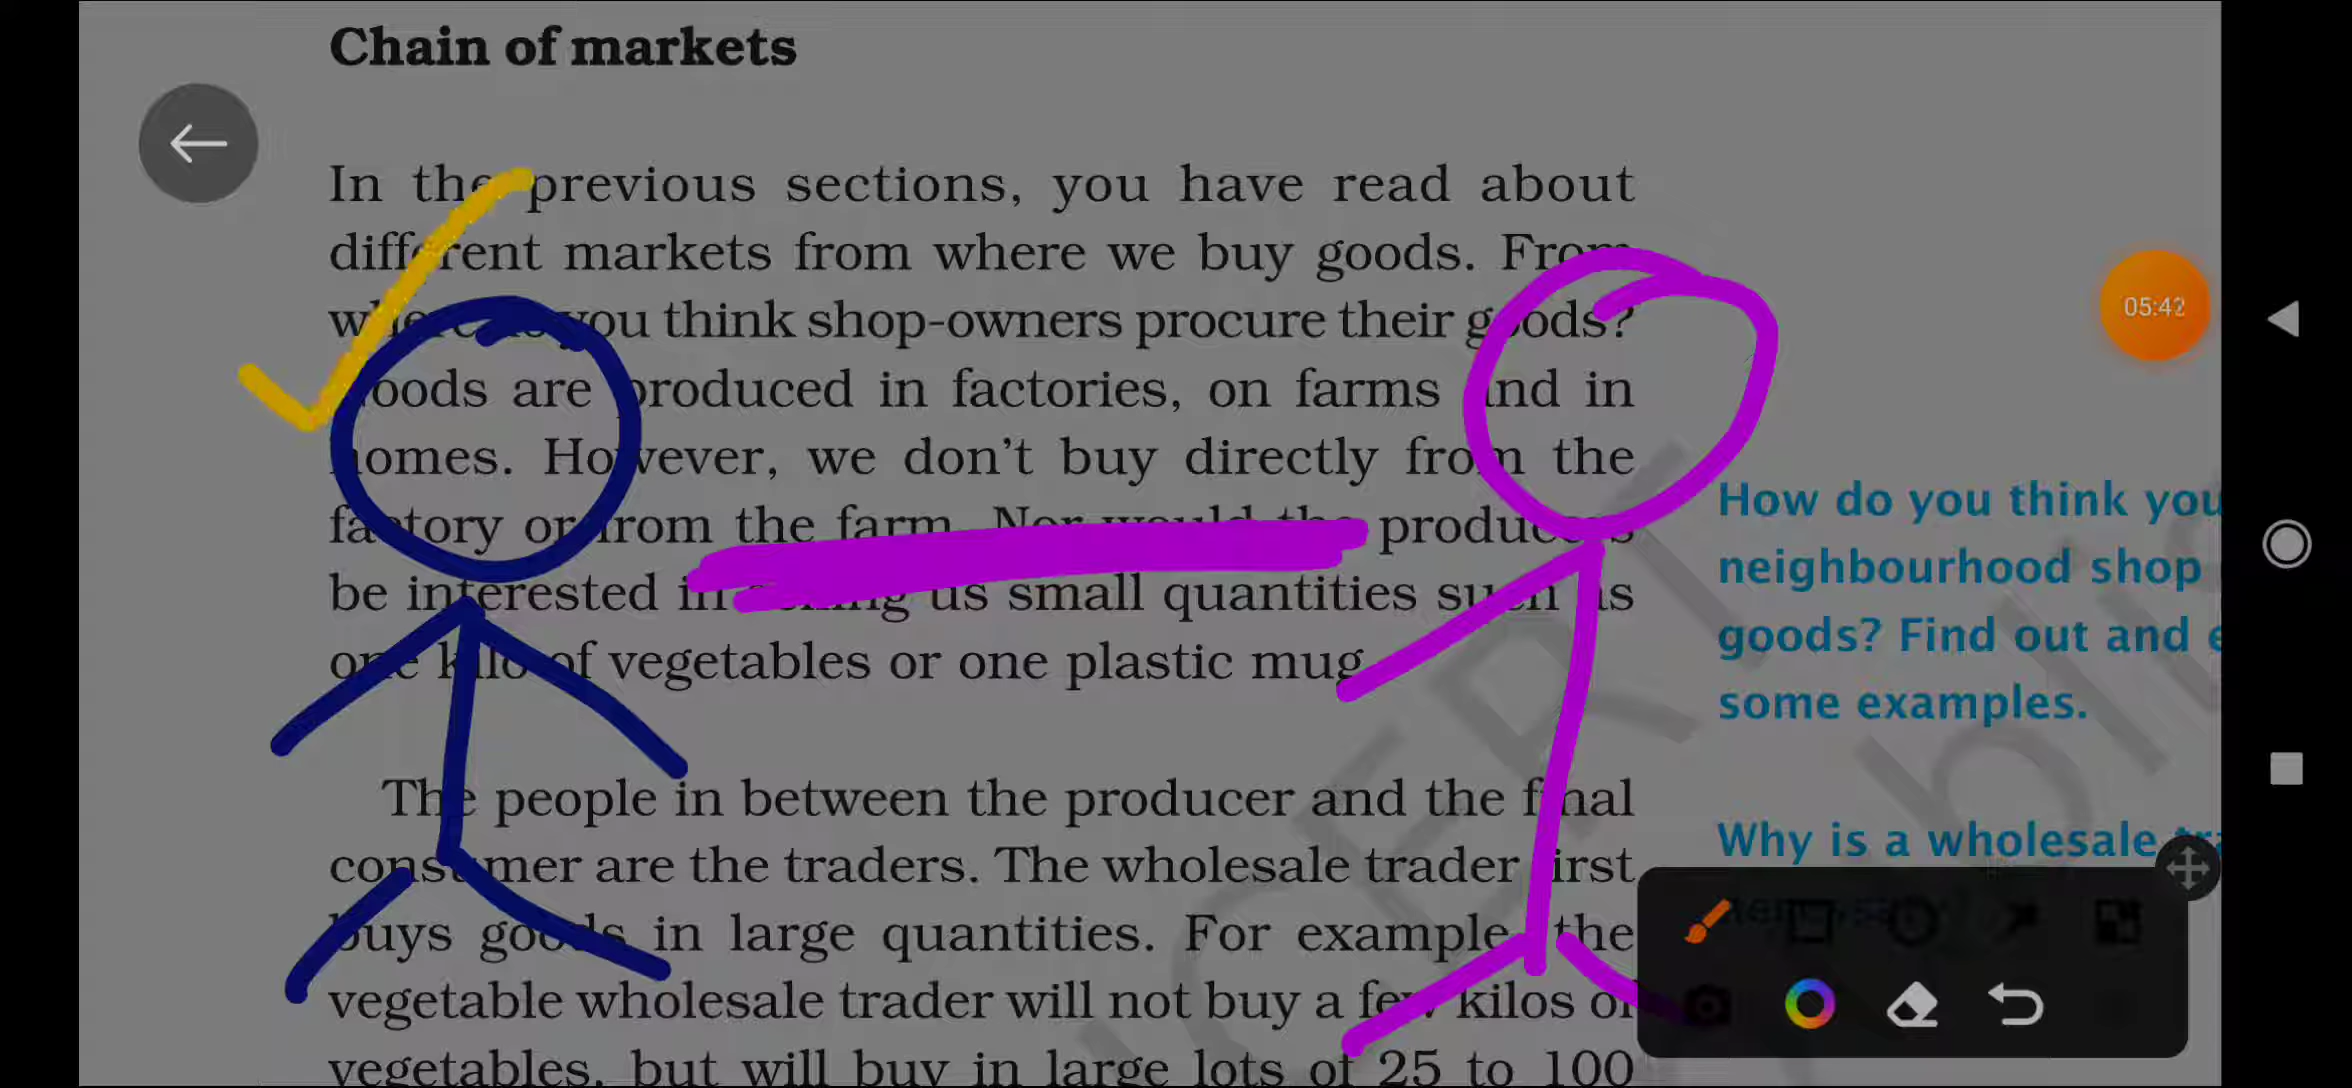 Chain of markets
In the previous sections, you have read about
different markets from where we buy goods. From
where do you think shop-owners procure their goods?
Goods are produced in factories, on farms and in
homes. However, we don't buy directly from the
factory or from the farm. Nor would the producers
be interested in selling us small quantities such as
one kilo of vegetables or one plastic mug.
The people in between the producer and the final
consumer are the traders. The wholesale trader first
buys goods in large quantities. For example, the
vegetable wholesale trader will not buy a few kilos of
vegetables, but will buy in large lots of 25 to 100
05:42
How do you think you
neighbourhood shop
goods? Find out and e
some examples.
Why is a wholesale tra
NCERT